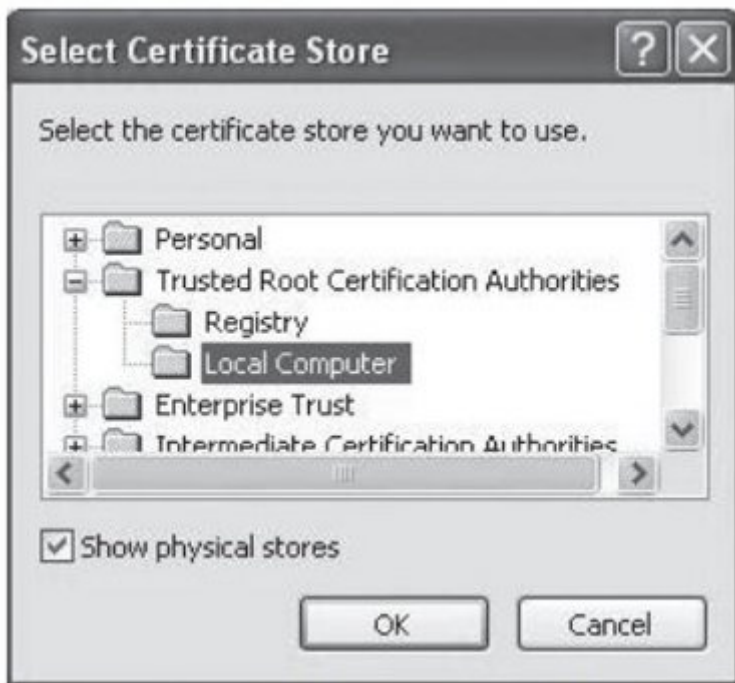 Select Certificate Store
Select the certificate store you want to use.
Personal
Trusted Root Certification Authorities
Registry
Local Computer
Enterprise Trust
Intermediate Certification Authorities
Show physical stores
OK Cancel